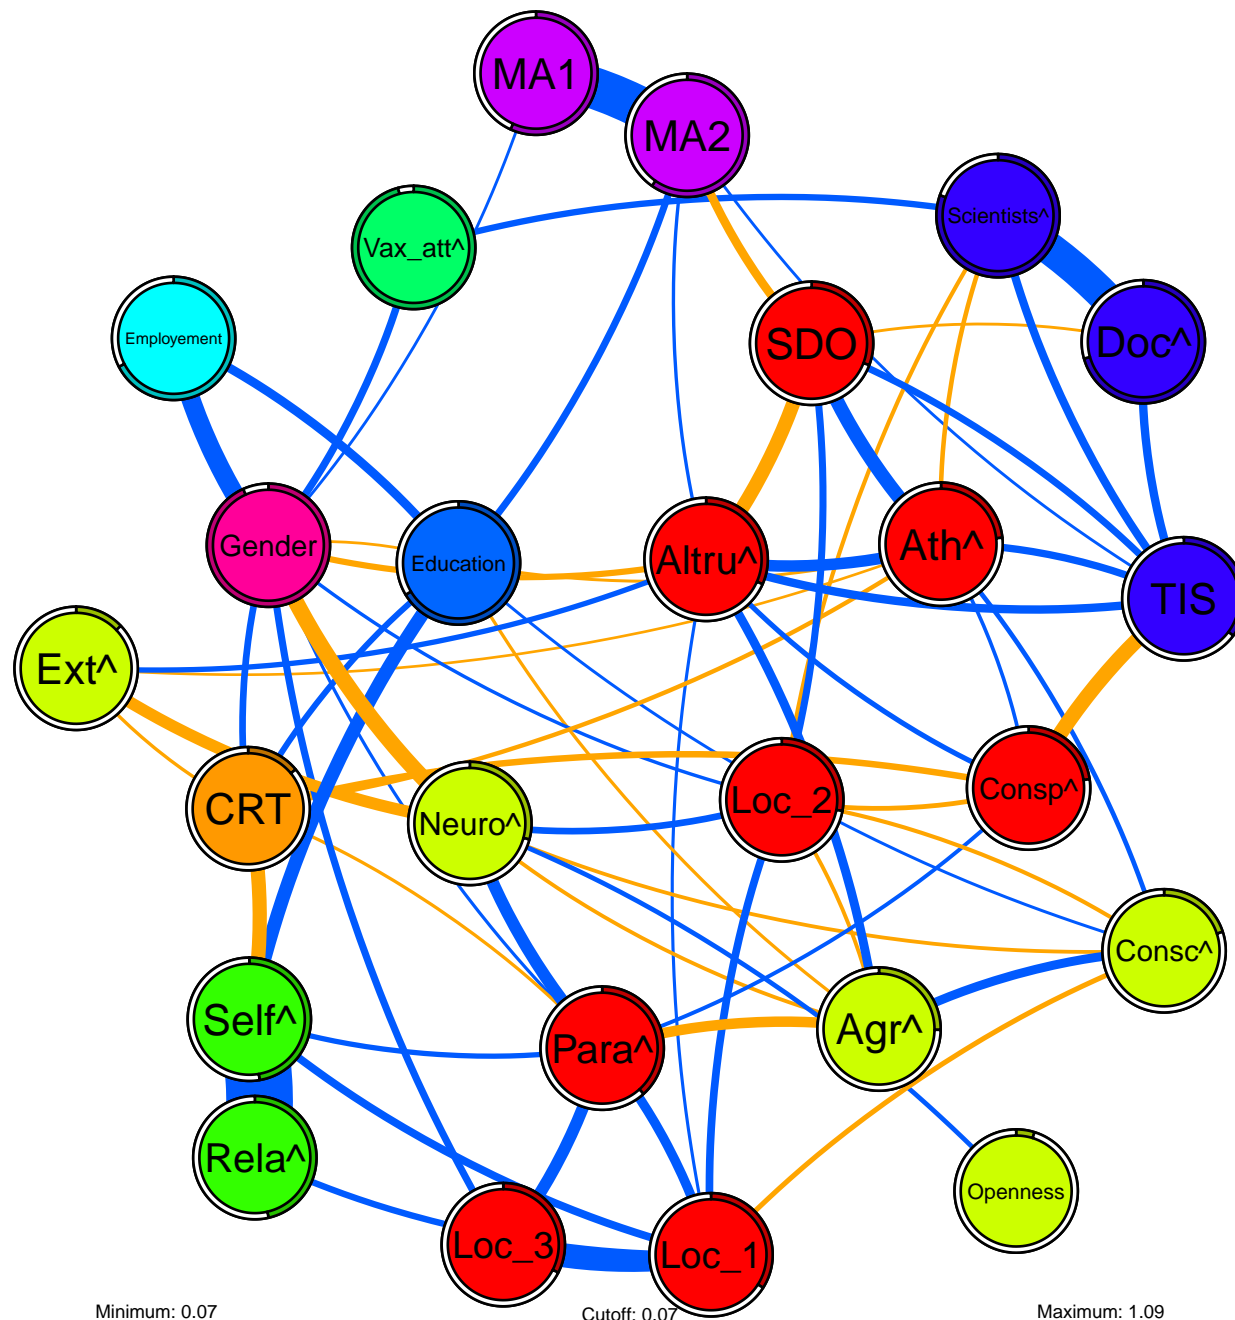 MA1
MA2
Scientists^
Vax_att^
Employement
SDO
Doc^
Gender
Education
Altru^
Ath^
TIS
Ext^
CRT
Neuro^
Loc_2
Consp^
Consc^
Self^
Para^
Agr^
Rela^
Openness
Loc_3
Loc_1
Minimum: 0.07
Cutoff: 0.07
Maximum: 1.09